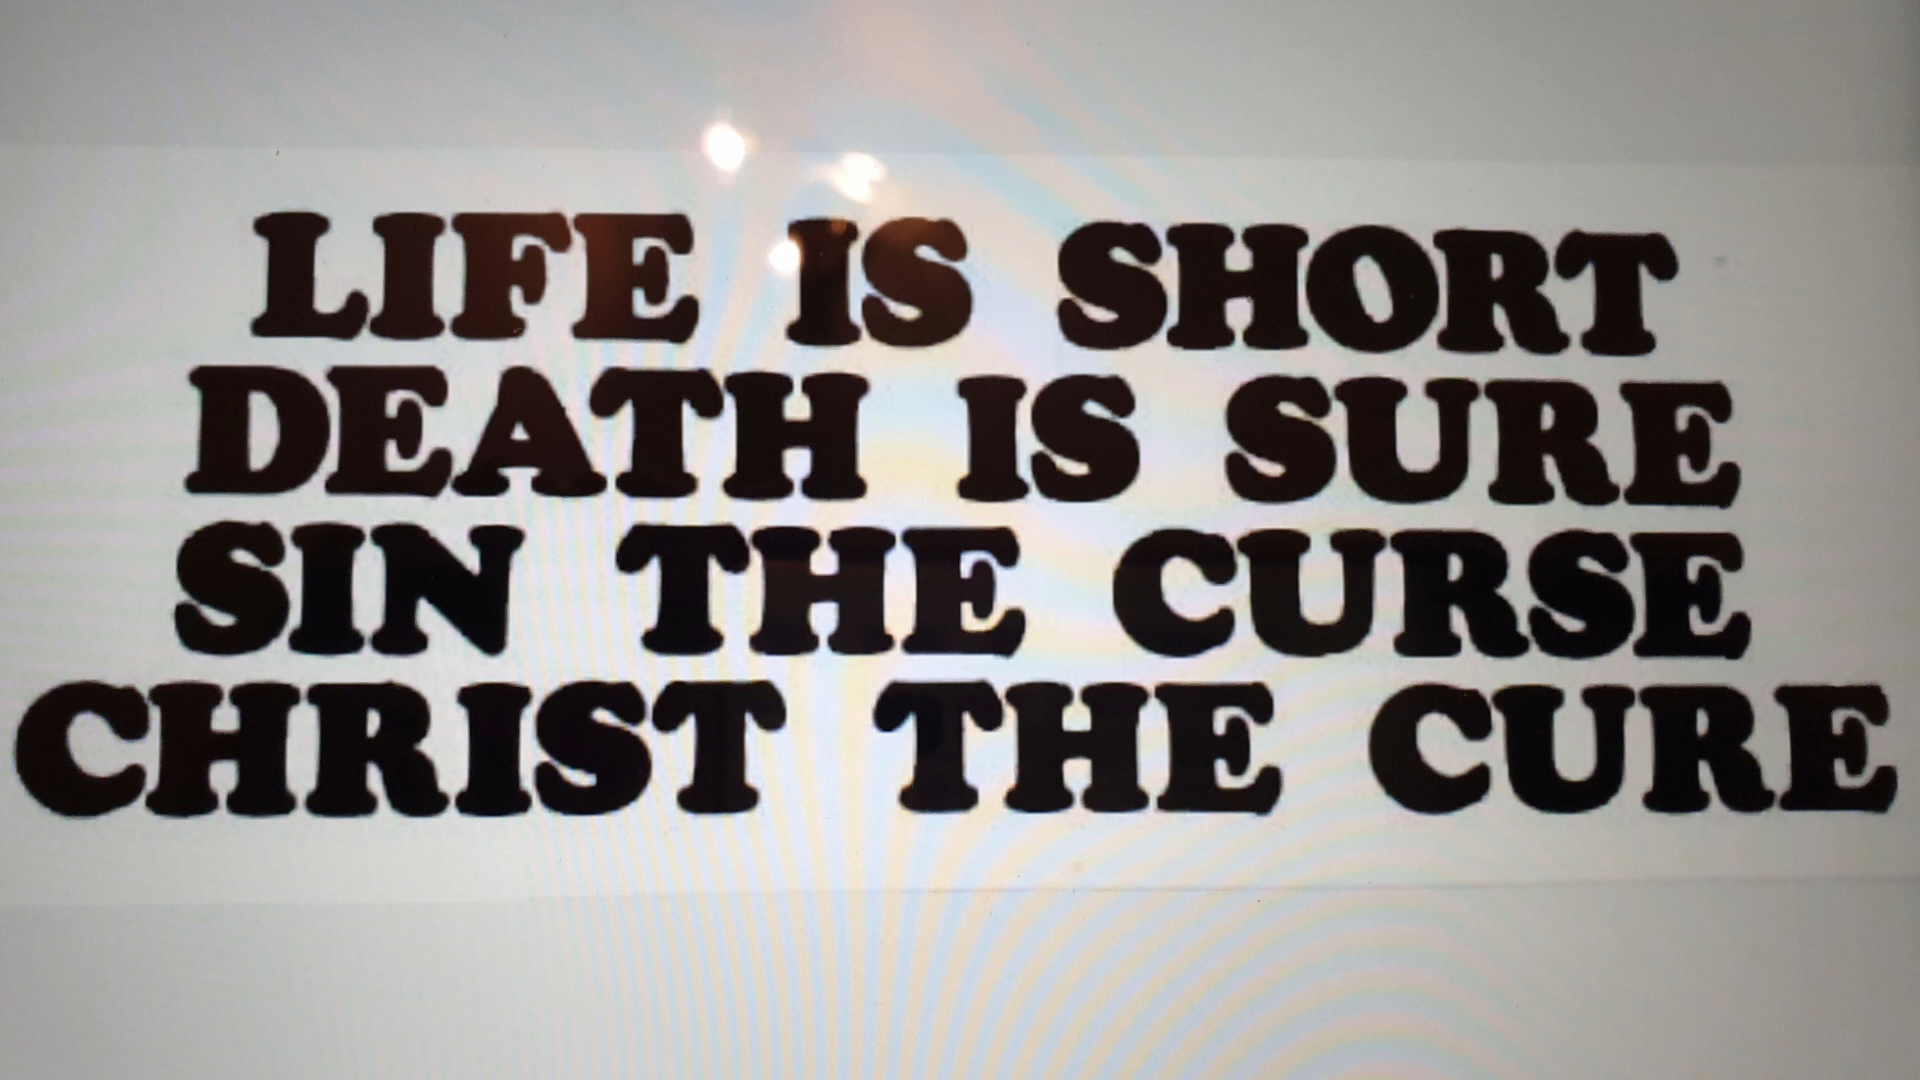 LIFE IS SHORT
DEATH IS SURE
SIN THE CURSE
CHRIST THE CURE